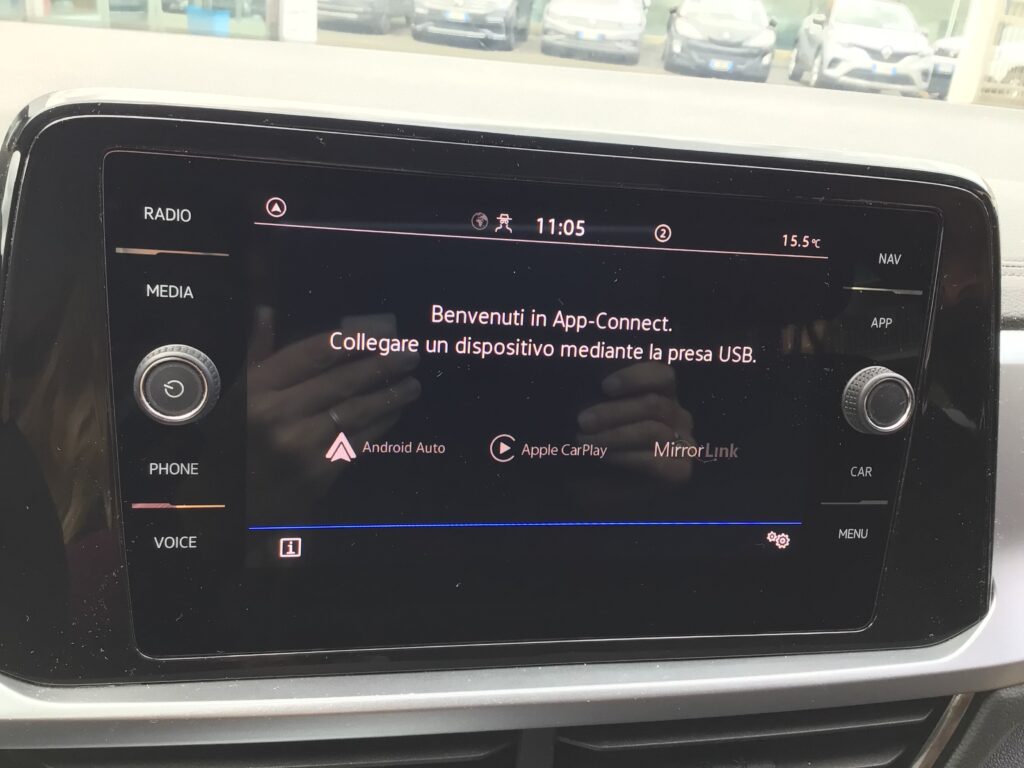 RADIO
MEDIA
PHONE
VOICE
11:05
2
15.5°C
Benvenuti in App-Connect.
Collegare un dispositivo mediante la presa USB.
Android Auto
Apple CarPlay
MirrorLink
i
NAV
APP
CAR
MENU